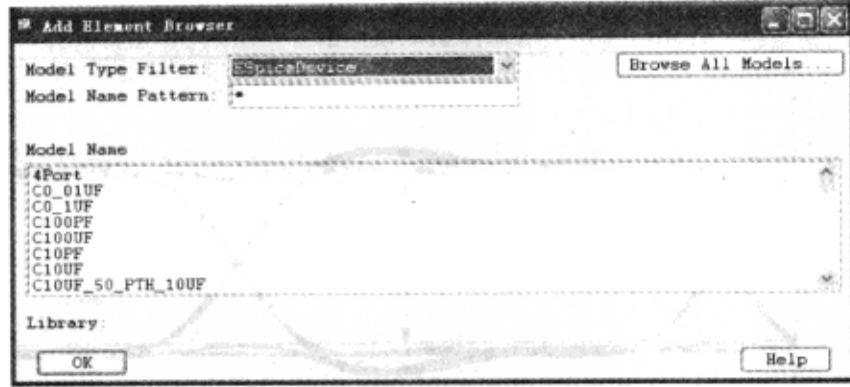 Add Element Browser
Model Type Filter: ESpiceDevice
Browse All Models...
Model Name Pattern: *
Model Name
4Port
C0_01UF
C0_1UF
C100PF
C100UF
C10PF
C10UF
C10UF_50_PTH_10UF
Library:
OK
Help